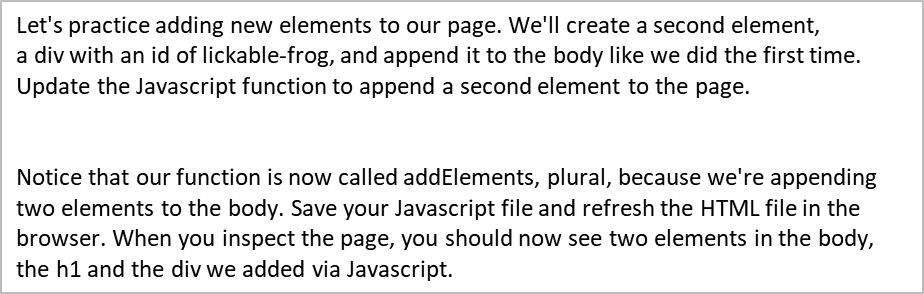 Let's practice adding new elements to our page. We'll create a second element,
a div with an id of lickable-frog, and append it to the body like we did the first time.
Update the Javascript function to append a second element to the page.
Notice that our function is now called addElements, plural, because we're appending
two elements to the body. Save your Javascript file and refresh the HTML file in the
browser. When you inspect the page, you should now see two elements in the body,
the h1 and the div we added via Javascript.